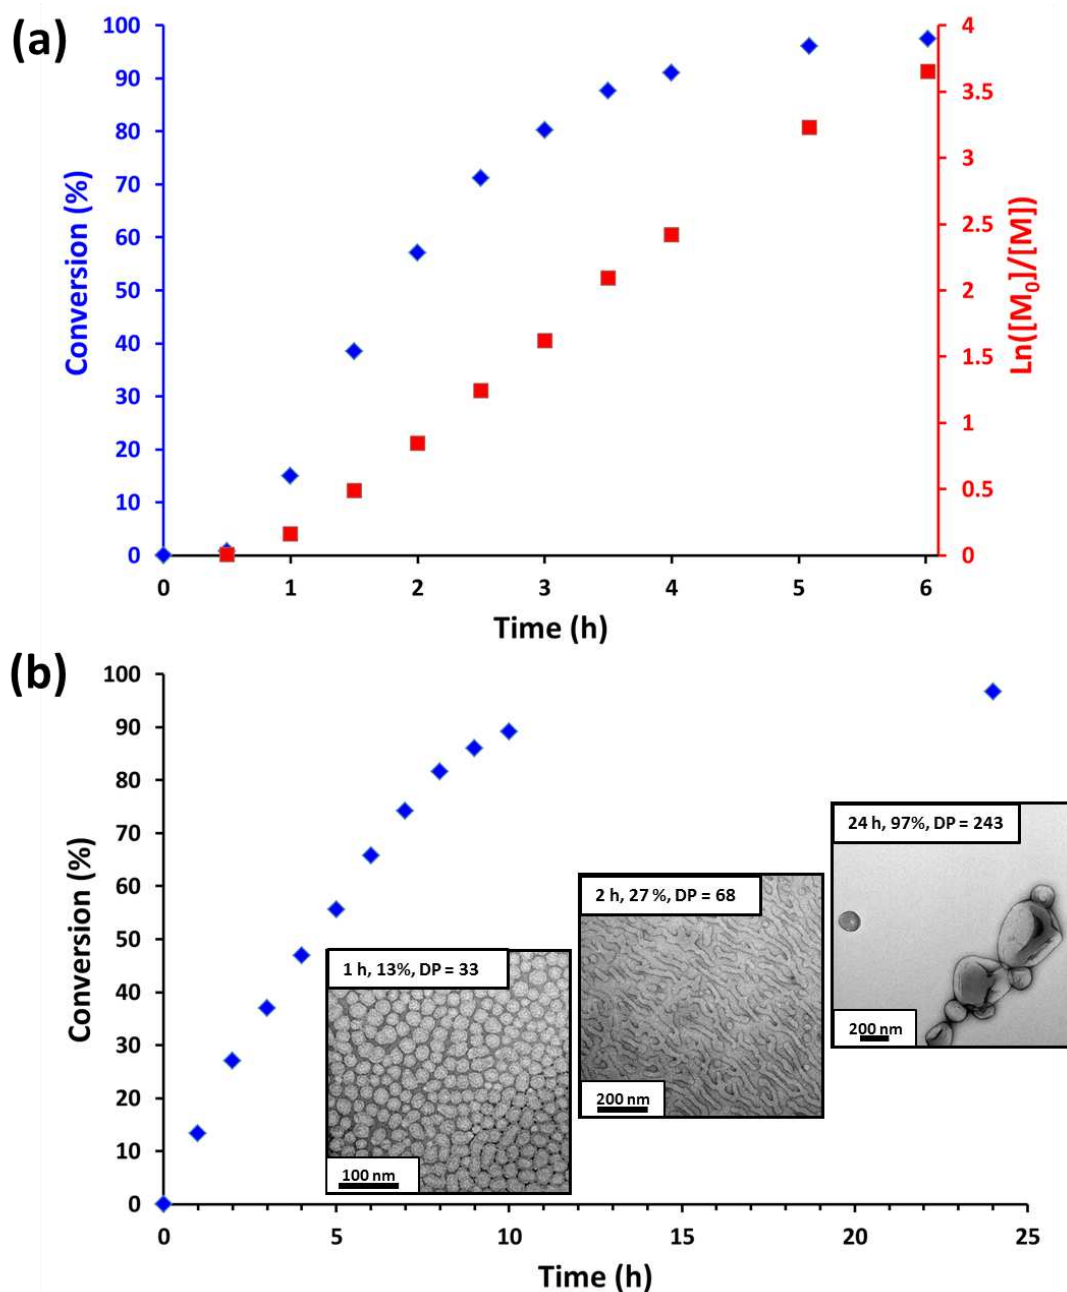 (a)
100
90
80
70
60
50
40
30
20
10
0
Conversion (%)
4
3.5
3
2.5
2
1.5
1
0.5
0
Ln([M₀]/[M])
0 1 2 3 4 5 6
Time (h)
(b)
100
90
80
70
60
50
40
30
20
10
0
Conversion (%)
24 h, 97%, DP = 243
200 nm
2 h, 27 %, DP = 68
200 nm
1 h, 13%, DP = 33
100 nm
0 5 10 15 20 25
Time (h)